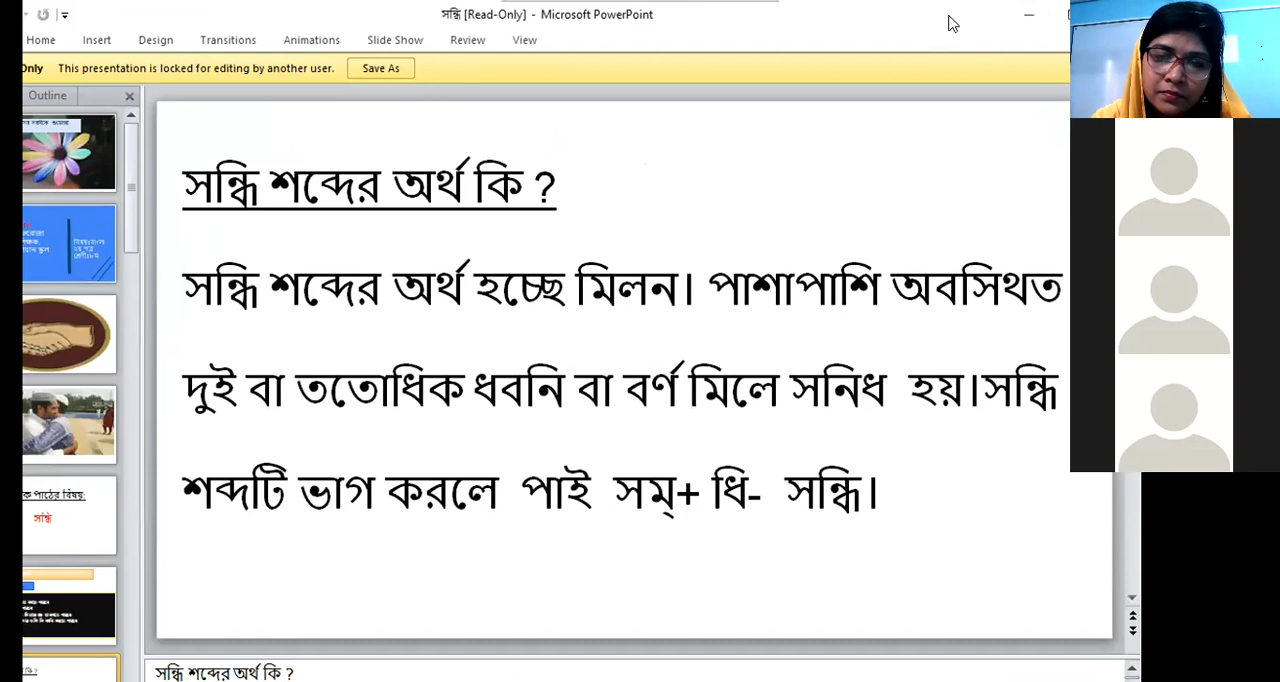 সন্ধি [Read-Only] - Microsoft PowerPoint
Home Insert Design Transitions Animations Slide Show Review View
Only This presentation is locked for editing by another user. Save As
Outline
সন্ধি শব্দের অর্থ কি ?
সন্ধি শব্দের অর্থ হচ্ছে মিলন। পাশাপাশি অবসিথত
দুই বা ততোধিক ধবনি বা বর্ণ মিলে সনিধ হয়।সন্ধি
শব্দটি ভাগ করলে পাই সম্+ ধি- সন্ধি।
পাঠের বিষয়:
সন্ধি
সন্ধি শব্দের অর্থ কি ?